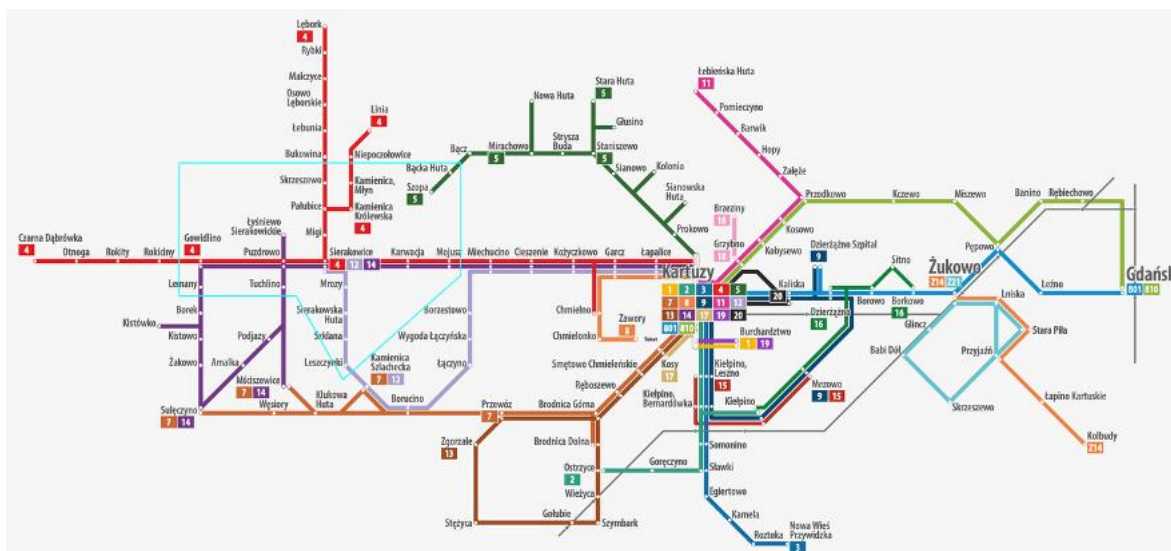 Lębork
4
Rybki
Malczyce
Osowo
Lęborskie
Łebunia
Bukowina
Skrzeszewo
Pałubice
Migi
Linia
4
Niepoczołowice
Kamienica,
Młyn
Kamienica
Królewska
4
Czarna Dąbrówka
4
Otnoga
Rokity
Rokidny
Gowidlino
4
Puzdrowo
Łyśniewo
Sierakowickie
Sierakowice
4 12 14
Karwacja
Mojusz
Miechucino
Cieszenie
Kożyczkowo
Garcz
Łapalice
Lemany
Borek
Kistówko
Kistowo
Żakowo
Sulęczyno
7 14
Tuchlino
Podjazy
Amalka
Mściszewice
7 14
Węsiory
Klukowa
Huta
Mrozy
Sierakowska
Huta
Szklana
Leszczynki
Kamienica
Szlachecka
7 12
Borucino
Borzestowo
Wygoda Łączyńska
Łączyno
Szopa
5
Bącka Huta
Bącz
Mirachowo
5
Nowa Huta
Strysza
Buda
Stara Huta
5
Głusino
Staniszewo
5
Sianowo
Kolonia
Sianowska
Huta
Prokowo
Łebieńska Huta
11
Pomieczyno
Barwik
Hopy
Załęże
Przodkowo
Kczewo
Miszewo
Banino
Rębiechowo
Brzeziny
18
Grzybno
18
Kosowo
Kobysewo
Dzierżążno Szpital
9
Sitno
Pępowo
Kartuzy
1 2 3 4 5
7 8 9 11 12
13 14 17 19 20
801 810
20
Kaliska
Borowo
Borkowo
16
Dzierżążno
16
Żukowo
Z14 Z21
Leźno
Gdańsk
801 810
Lniska
Glincz
Stara Piła
Babi Dół
Przyjaźń
Skrzeszewo
Łapino Kartuskie
Kolbudy
Z14
Chmielno
Chmielonko
Zawory
8
Burchardztwo
1 19
Smętowo Chmieleńskie
Kosy
17
Ręboszewo
Kiełpino,
Leszno
15
Kiełpino,
Bernardówka
Kiełpino
Mezowo
9 15
Przewóz
7
Brodnica Górna
Brodnica Dolna
Zgorzałe
13
Ostrzyce
2
Goręczyno
Somonino
Sławki
Wieżyca
Egiertowo
Stężyca
Gołubie
Szymbark
Kamela
Roztoka
Nowa Wieś
Przywidzka
3